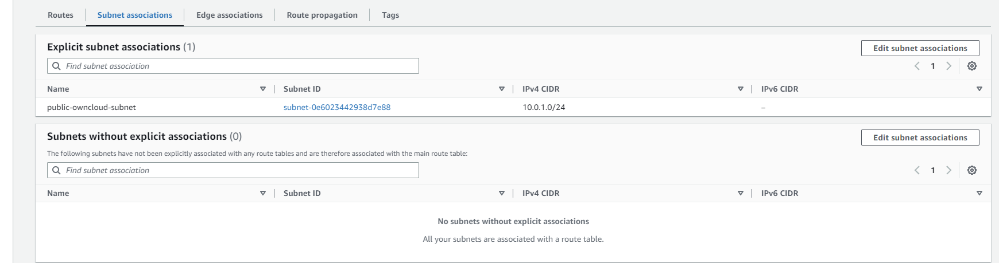 Routes Subnet associations Edge associations Route propagation Tags
Explicit subnet associations (1)
Edit subnet associations
Find subnet association
1
Name Subnet ID IPv4 CIDR IPv6 CIDR
public-owncloud-subnet subnet-0e6023442938d7e88 10.0.1.0/24 –
Subnets without explicit associations (0)
Edit subnet associations
The following subnets have not been explicitly associated with any route tables and are therefore associated with the main route table:
Find subnet association
1
Name Subnet ID IPv4 CIDR IPv6 CIDR
No subnets without explicit associations
All your subnets are associated with a route table.